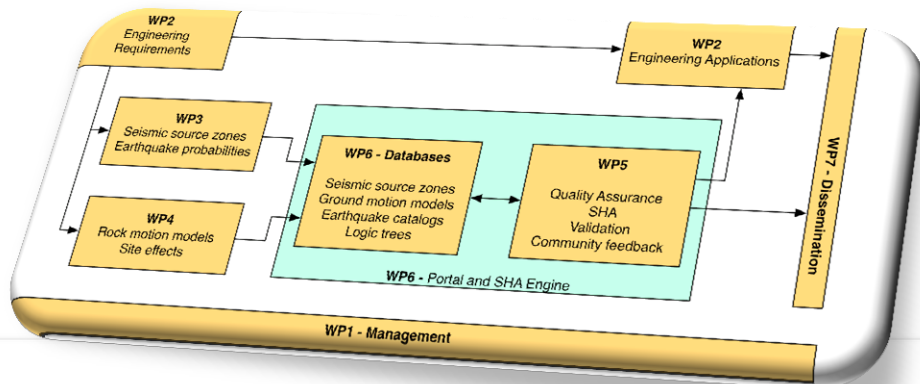 WP2
Engineering
Requirements
WP2
Engineering Applications
WP3
Seismic source zones
Earthquake probabilities
WP6 - Databases
Seismic source zones
Ground motion models
Earthquake catalogs
Logic trees
WP5
Quality Assurance
SHA
Validation
Community feedback
WP4
Rock motion models
Site effects
WP6 - Portal and SHA Engine
WP7 - Dissemination
WP1 - Management